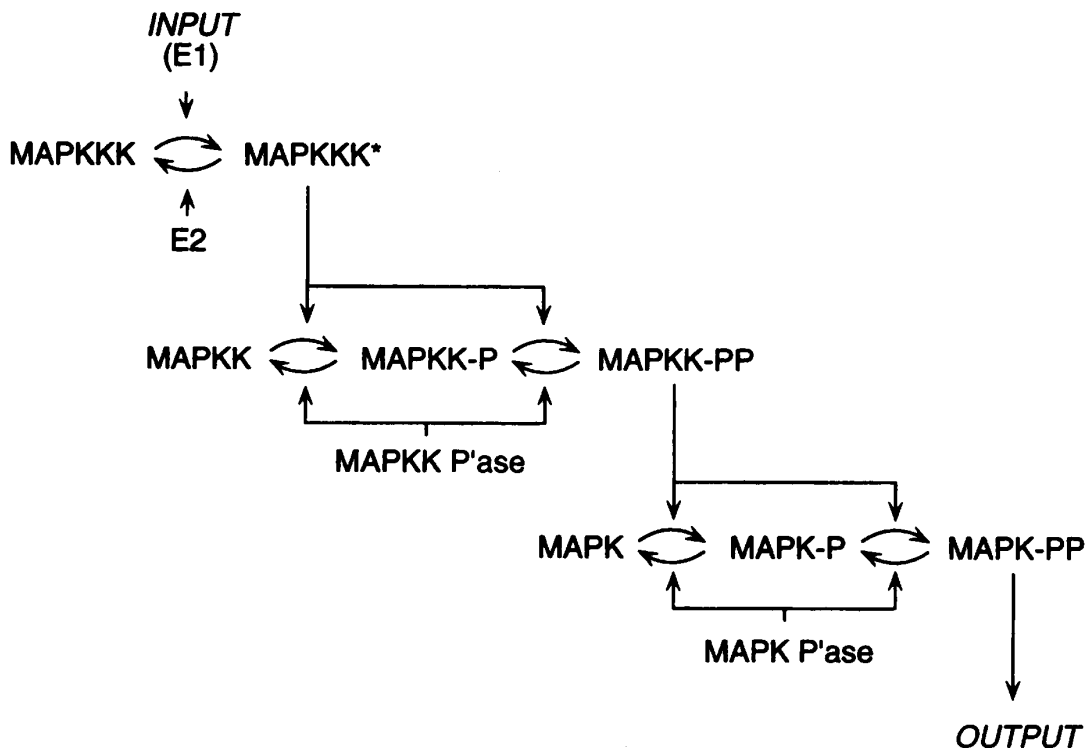 INPUT
(E1)
MAPKKK
MAPKKK*
E2
MAPKK
MAPKK-P
MAPKK-PP
MAPKK P'ase
MAPK
MAPK-P
MAPK-PP
MAPK P'ase
OUTPUT